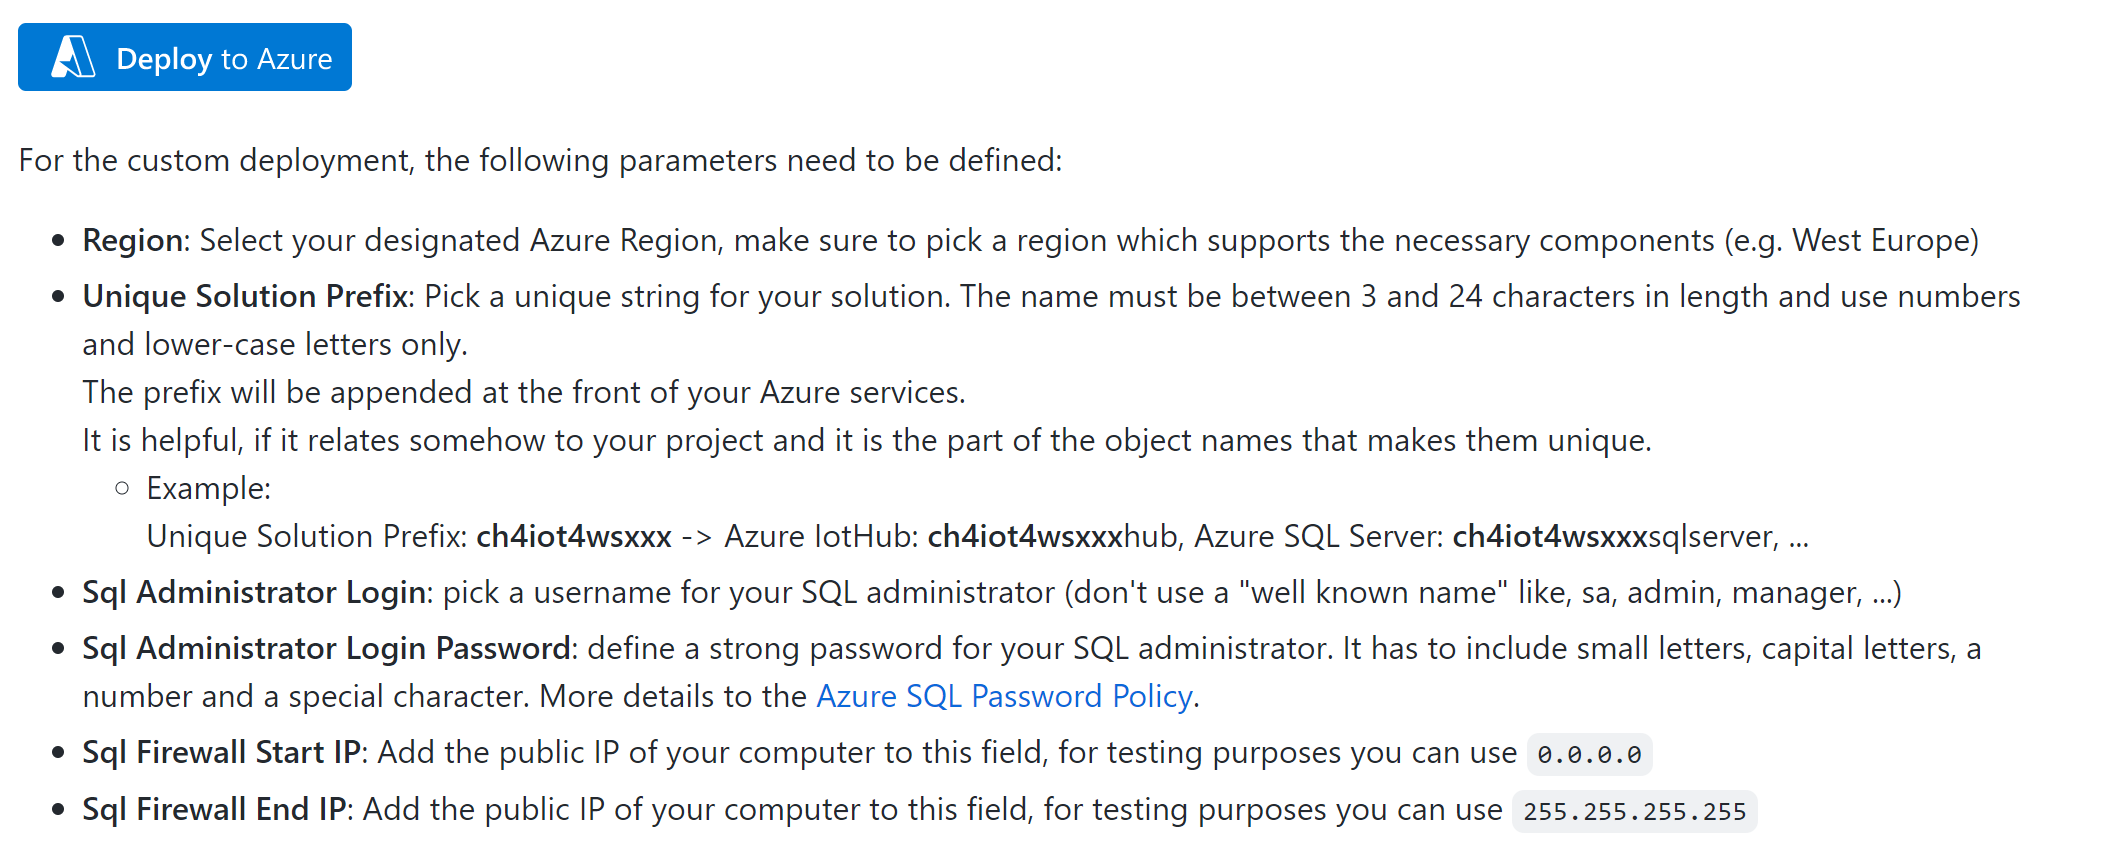 Deploy to Azure
For the custom deployment, the following parameters need to be defined:
Region: Select your designated Azure Region, make sure to pick a region which supports the necessary components (e.g. West Europe)
Unique Solution Prefix: Pick a unique string for your solution. The name must be between 3 and 24 characters in length and use numbers
and lower-case letters only.
The prefix will be appended at the front of your Azure services.
It is helpful, if it relates somehow to your project and it is the part of the object names that makes them unique.
Example:
Unique Solution Prefix: ch4iot4wsxxx -> Azure IotHub: ch4iot4wsxxxhub, Azure SQL Server: ch4iot4wsxxxsqlserver, ...
Sql Administrator Login: pick a username for your SQL administrator (don't use a "well known name" like, sa, admin, manager, ...)
Sql Administrator Login Password: define a strong password for your SQL administrator. It has to include small letters, capital letters, a
number and a special character. More details to the Azure SQL Password Policy.
Sql Firewall Start IP: Add the public IP of your computer to this field, for testing purposes you can use 0.0.0.0
Sql Firewall End IP: Add the public IP of your computer to this field, for testing purposes you can use 255.255.255.255